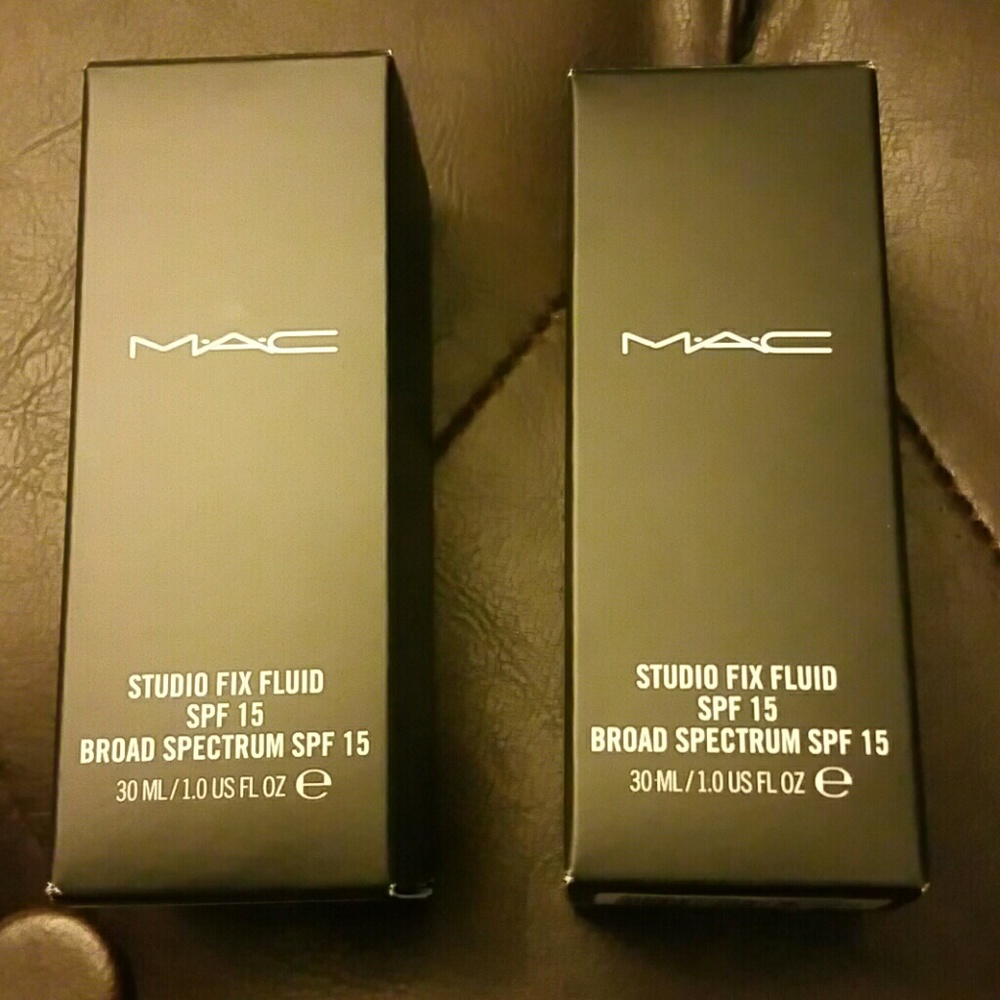 M·A·C
STUDIO FIX FLUID
SPF 15
BROAD SPECTRUM SPF 15
30 ML / 1.0 US FL OZ ℮
M·A·C
STUDIO FIX FLUID
SPF 15
BROAD SPECTRUM SPF 15
30 ML / 1.0 US FL OZ ℮